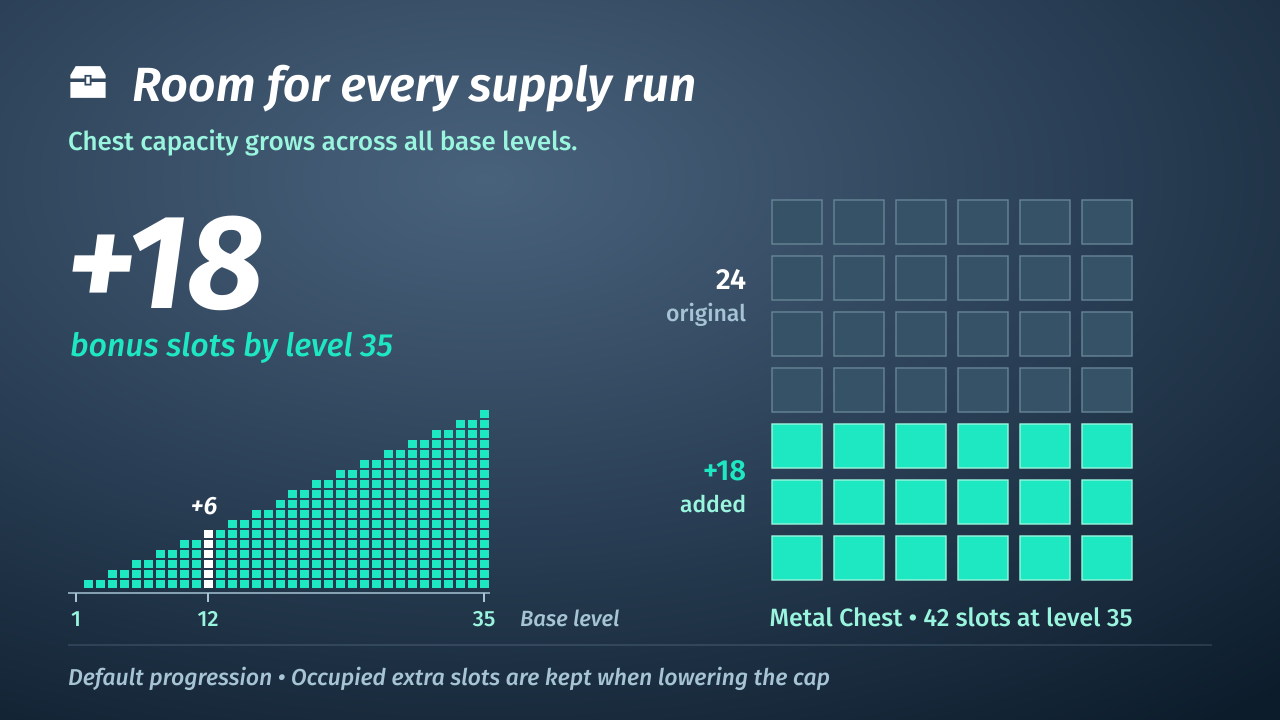 Room for every supply run
Chest capacity grows across all base levels.
+18
bonus slots by level 35
+6
1 12 35 Base level
24
original
+18
added
Metal Chest • 42 slots at level 35
Default progression • Occupied extra slots are kept when lowering the cap